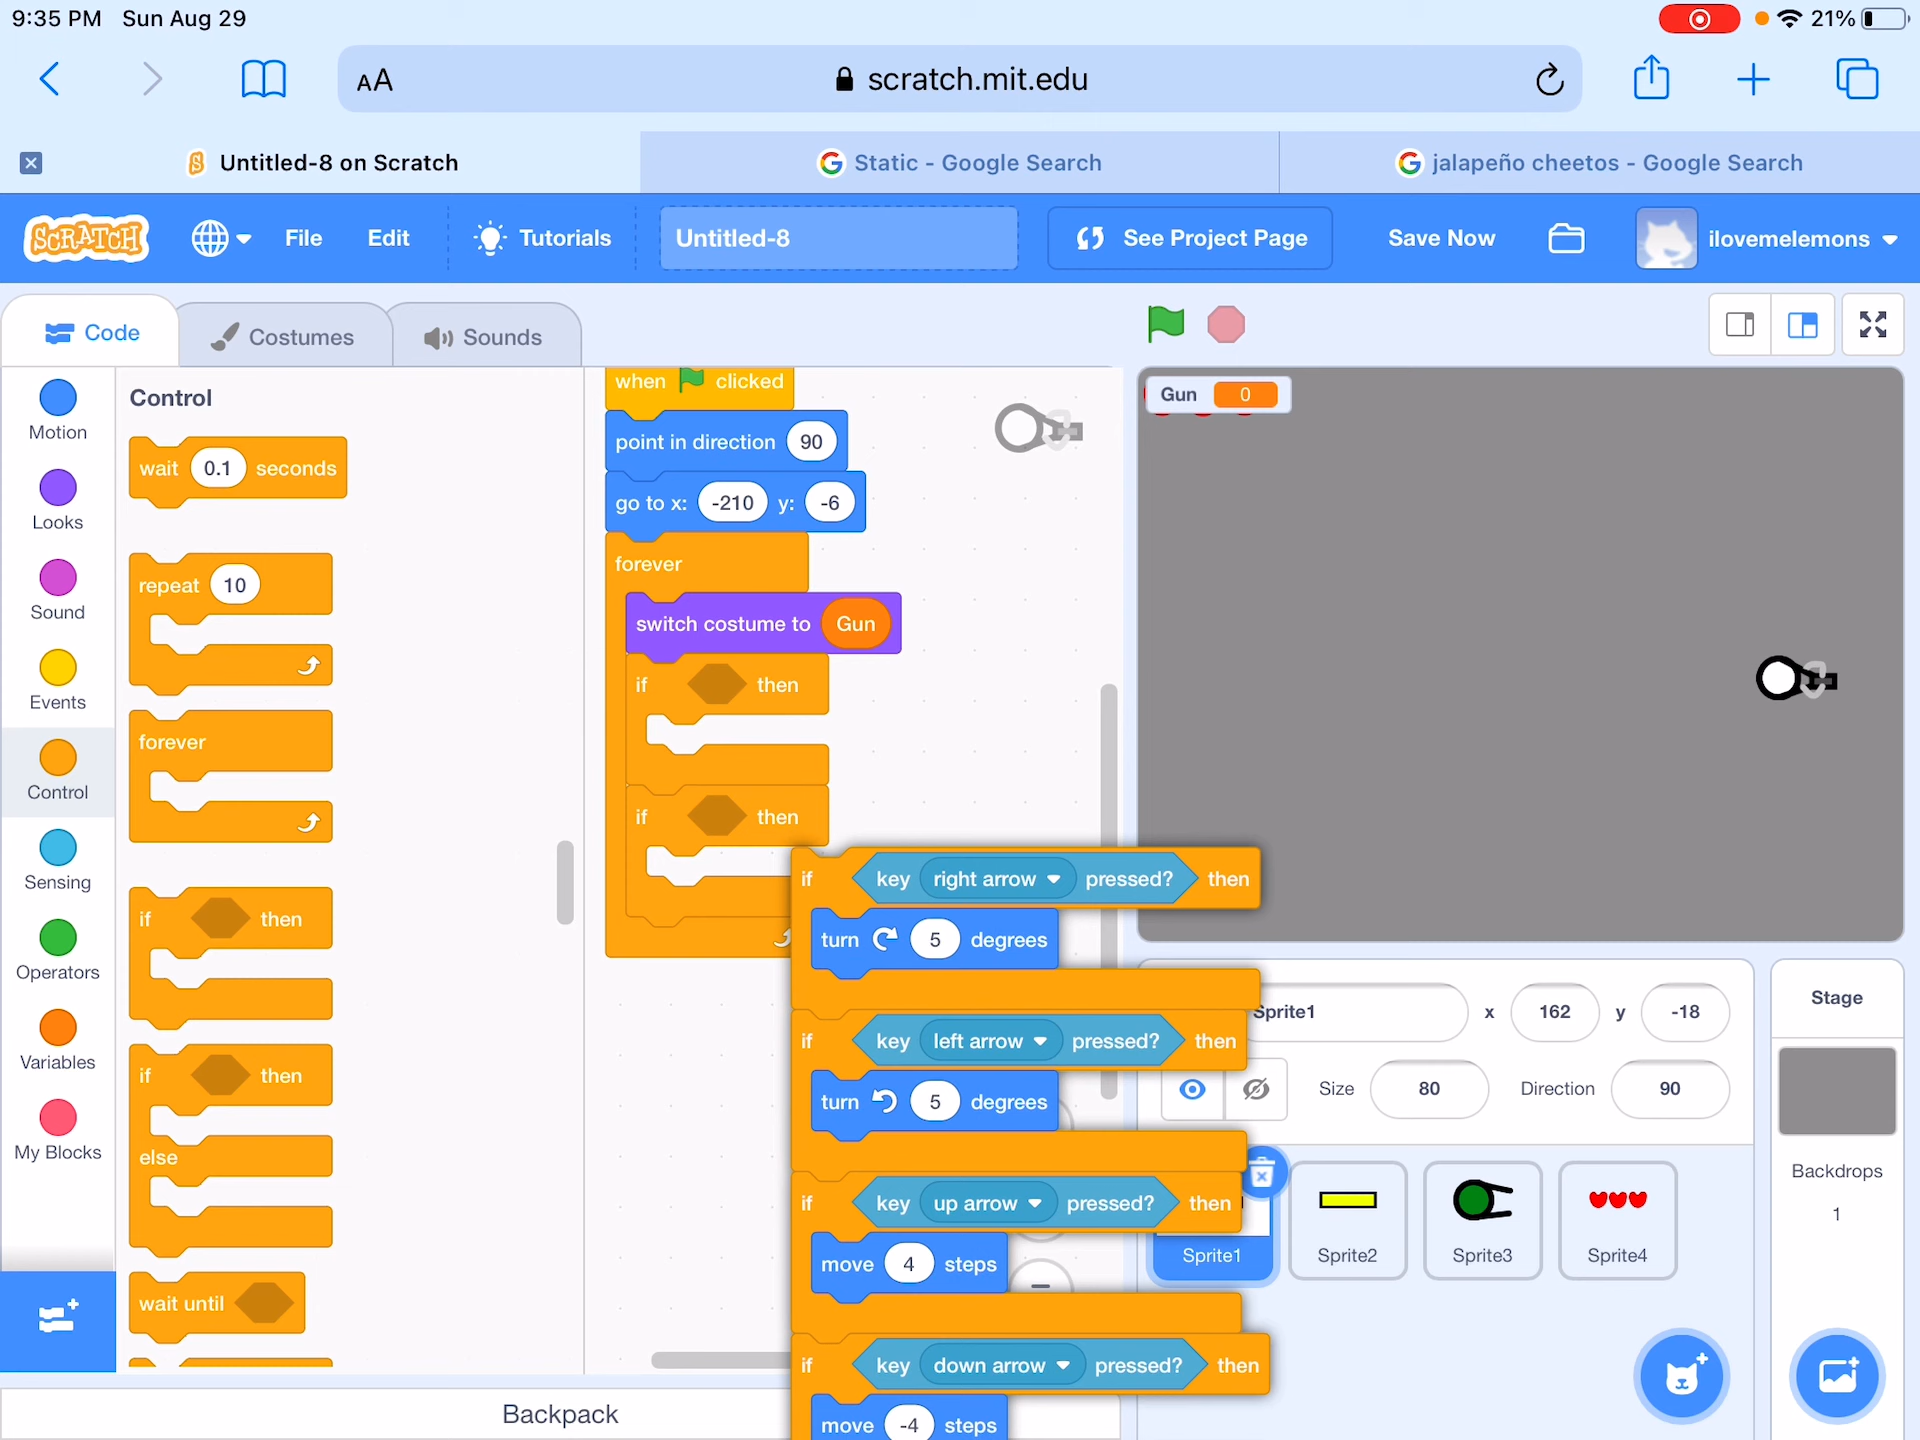 9:35 PM Sun Aug 29
21%
AA
scratch.mit.edu
Untitled-8 on Scratch
Static - Google Search
jalapeño cheetos - Google Search
SCRATCH
File
Edit
Tutorials
Untitled-8
See Project Page
Save Now
ilovemelemons
Code
Costumes
Sounds
Motion
Looks
Sound
Events
Control
Sensing
Operators
Variables
My Blocks
Control
wait 0.1 seconds
repeat 10
forever
if then
if then
else
wait until
when clicked
point in direction 90
go to x: -210 y: -6
forever
switch costume to Gun
if then
if then
if key right arrow pressed? then
turn 5 degrees
if key left arrow pressed? then
turn 5 degrees
if key up arrow pressed? then
move 4 steps
if key down arrow pressed? then
move -4 steps
Backpack
Gun 0
Sprite1 x 162 y -18
Size 80 Direction 90
Sprite1
Sprite2
Sprite3
Sprite4
Stage
Backdrops
1